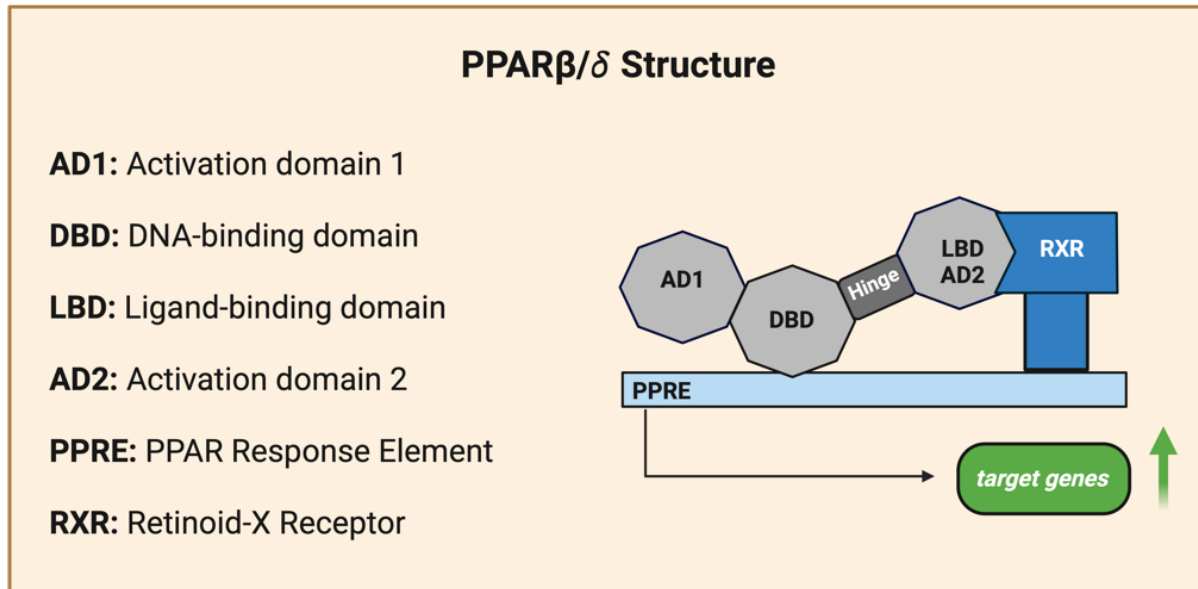 PPARβ/δ Structure
AD1: Activation domain 1
DBD: DNA-binding domain
LBD: Ligand-binding domain
AD2: Activation domain 2
PPRE: PPAR Response Element
RXR: Retinoid-X Receptor
AD1
DBD
Hinge
LBD
AD2
RXR
PPRE
target genes